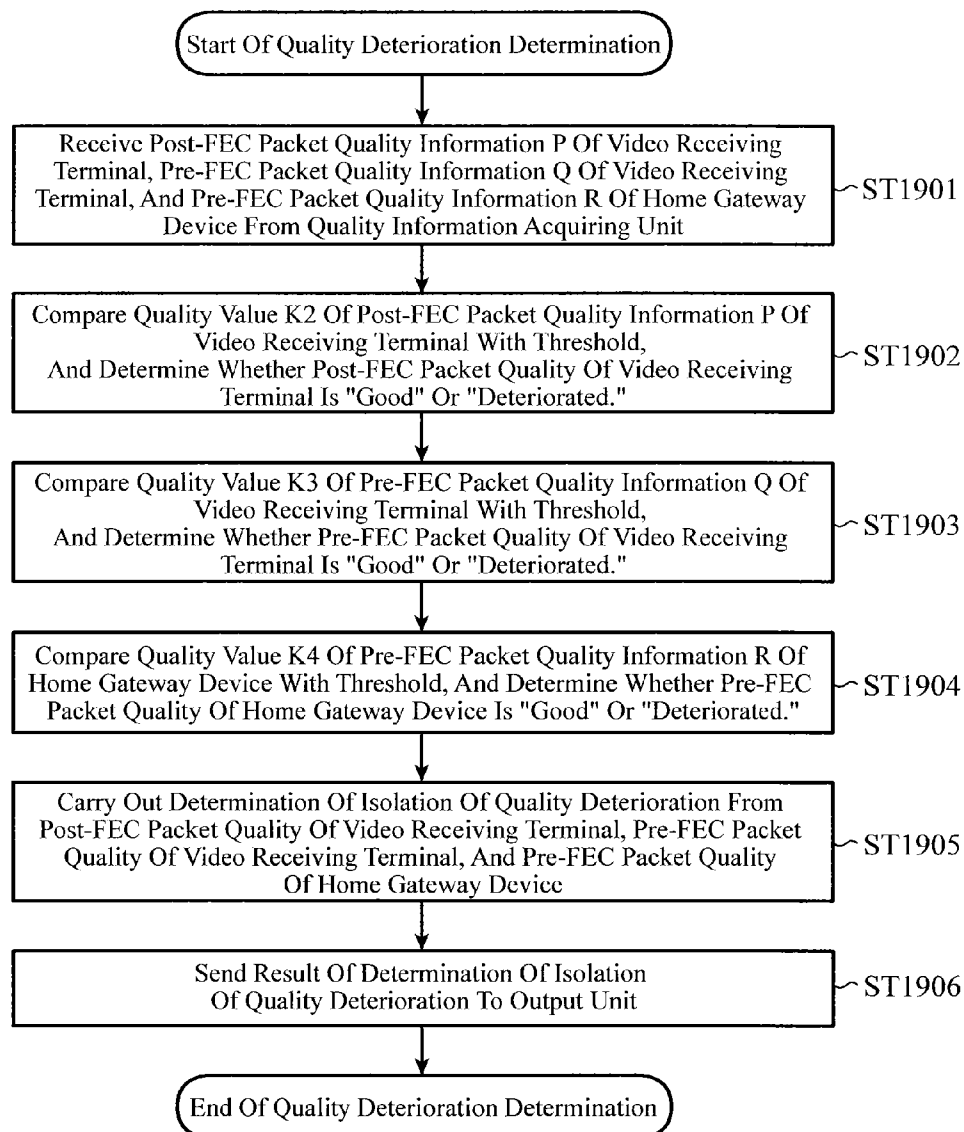 Start Of Quality Deterioration Determination
Receive Post-FEC Packet Quality Information P Of Video Receiving
Terminal, Pre-FEC Packet Quality Information Q Of Video Receiving
Terminal, And Pre-FEC Packet Quality Information R Of Home Gateway
Device From Quality Information Acquiring Unit
ST1901
Compare Quality Value K2 Of Post-FEC Packet Quality Information P Of
Video Receiving Terminal With Threshold,
And Determine Whether Post-FEC Packet Quality Of Video Receiving
Terminal Is "Good" Or "Deteriorated."
ST1902
Compare Quality Value K3 Of Pre-FEC Packet Quality Information Q Of
Video Receiving Terminal With Threshold,
And Determine Whether Pre-FEC Packet Quality Of Video Receiving
Terminal Is "Good" Or "Deteriorated."
ST1903
Compare Quality Value K4 Of Pre-FEC Packet Quality Information R Of
Home Gateway Device With Threshold, And Determine Whether Pre-FEC
Packet Quality Of Home Gateway Device Is "Good" Or "Deteriorated."
ST1904
Carry Out Determination Of Isolation Of Quality Deterioration From
Post-FEC Packet Quality Of Video Receiving Terminal, Pre-FEC Packet
Quality Of Video Receiving Terminal, And Pre-FEC Packet Quality
Of Home Gateway Device
ST1905
Send Result Of Determination Of Isolation
Of Quality Deterioration To Output Unit
ST1906
End Of Quality Deterioration Determination